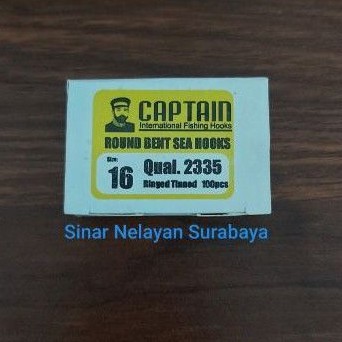 CAPTAIN
International Fishing Hooks
ROUND BENT SEA HOOKS
Size:
16
Qual. 2335
Ringed Tinned 100pcs
Sinar Nelayan Surabaya